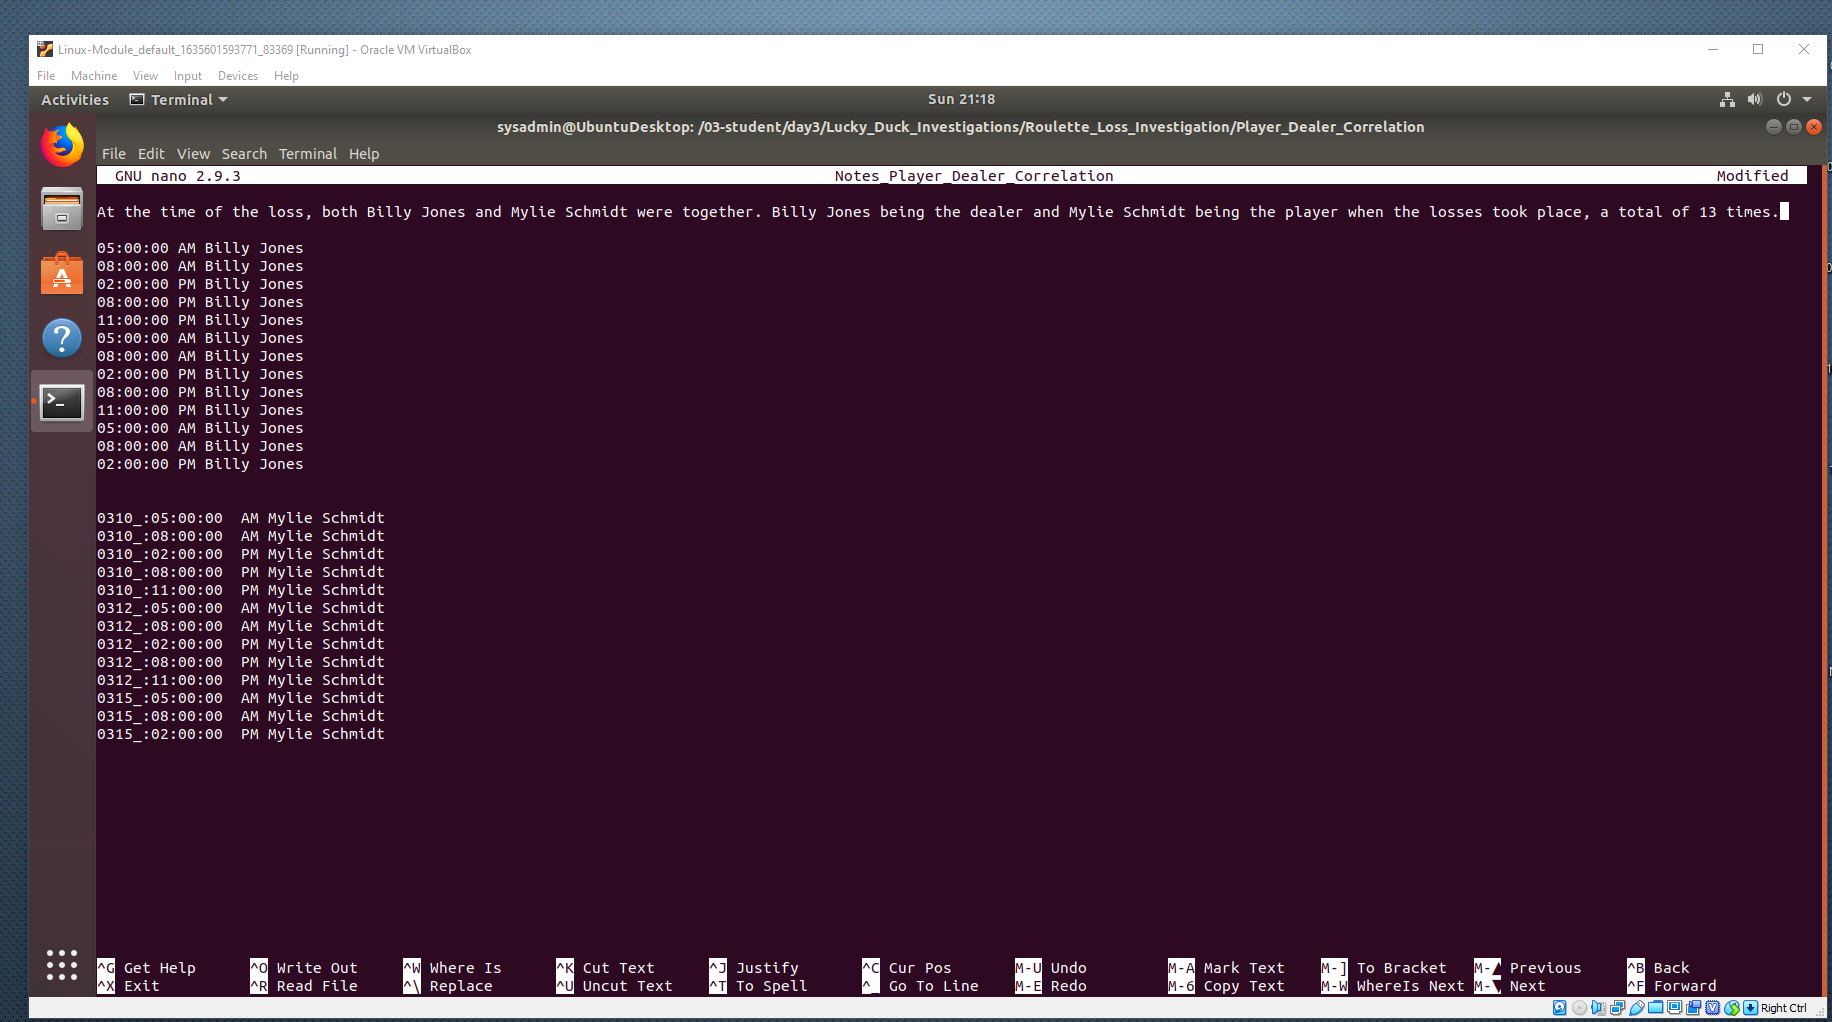 Linux-Module_default_1635601593771_83369 [Running] - Oracle VM VirtualBox
File Machine View Input Devices Help
Activities Terminal Sun 21:18
sysadmin@UbuntuDesktop: /03-student/day3/Lucky_Duck_Investigations/Roulette_Loss_Investigation/Player_Dealer_Correlation
File Edit View Search Terminal Help
GNU nano 2.9.3 Notes_Player_Dealer_Correlation Modified
At the time of the loss, both Billy Jones and Mylie Schmidt were together. Billy Jones being the dealer and Mylie Schmidt being the player when the losses took place, a total of 13 times.
05:00:00 AM Billy Jones
08:00:00 AM Billy Jones
02:00:00 PM Billy Jones
08:00:00 PM Billy Jones
11:00:00 PM Billy Jones
05:00:00 AM Billy Jones
08:00:00 AM Billy Jones
02:00:00 PM Billy Jones
08:00:00 PM Billy Jones
11:00:00 PM Billy Jones
05:00:00 AM Billy Jones
08:00:00 AM Billy Jones
02:00:00 PM Billy Jones
0310_:05:00:00 AM Mylie Schmidt
0310_:08:00:00 AM Mylie Schmidt
0310_:02:00:00 PM Mylie Schmidt
0310_:08:00:00 PM Mylie Schmidt
0310_:11:00:00 PM Mylie Schmidt
0312_:05:00:00 AM Mylie Schmidt
0312_:08:00:00 AM Mylie Schmidt
0312_:02:00:00 PM Mylie Schmidt
0312_:08:00:00 PM Mylie Schmidt
0312_:11:00:00 PM Mylie Schmidt
0315_:05:00:00 AM Mylie Schmidt
0315_:08:00:00 AM Mylie Schmidt
0315_:02:00:00 PM Mylie Schmidt
^G Get Help ^O Write Out ^W Where Is ^K Cut Text ^J Justify ^C Cur Pos M-U Undo M-A Mark Text M-] To Bracket M-▲ Previous ^B Back
^X Exit ^R Read File ^\ Replace ^U Uncut Text ^T To Spell ^_ Go To Line M-E Redo M-6 Copy Text M-W WhereIs Next M-▼ Next ^F Forward
Right Ctrl